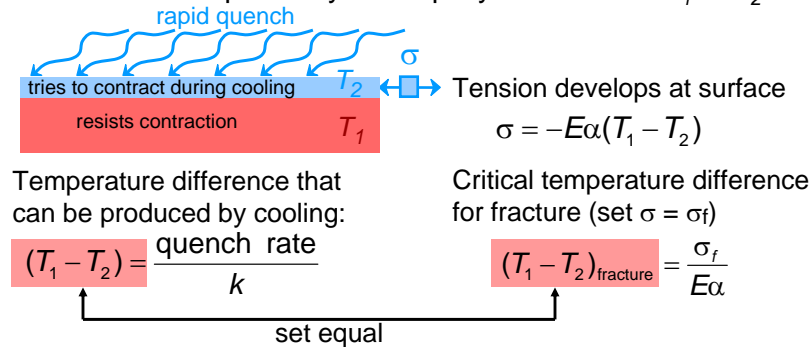 rapid quench
σ
tries to contract during cooling T₂
Tension develops at surface
resists contraction T₁
σ = −Eα(T₁ − T₂)
Temperature difference that
can be produced by cooling:
(T₁ − T₂) = quench rate / k
Critical temperature difference
for fracture (set σ = σf)
(T₁ − T₂)fracture = σf / Eα
set equal